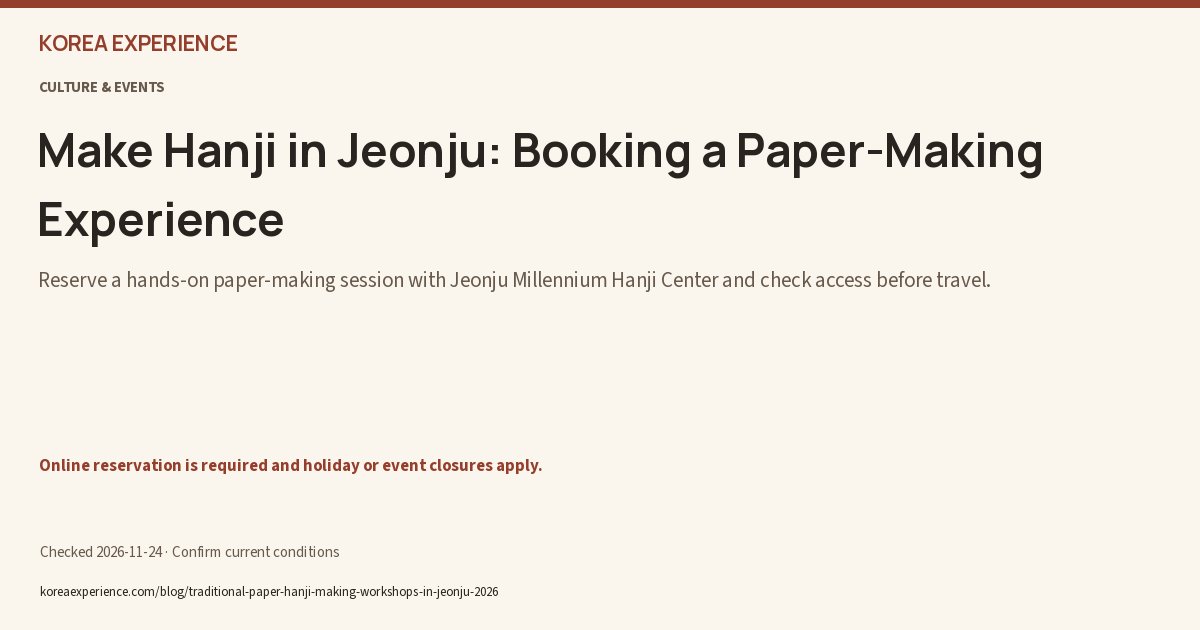 KOREA EXPERIENCE
CULTURE & EVENTS
Make Hanji in Jeonju: Booking a Paper-Making
Experience
Reserve a hands-on paper-making session with Jeonju Millennium Hanji Center and check access before travel.
Online reservation is required and holiday or event closures apply.
Checked 2026-11-24 · Confirm current conditions
koreaexperience.com/blog/traditional-paper-hanji-making-workshops-in-jeonju-2026